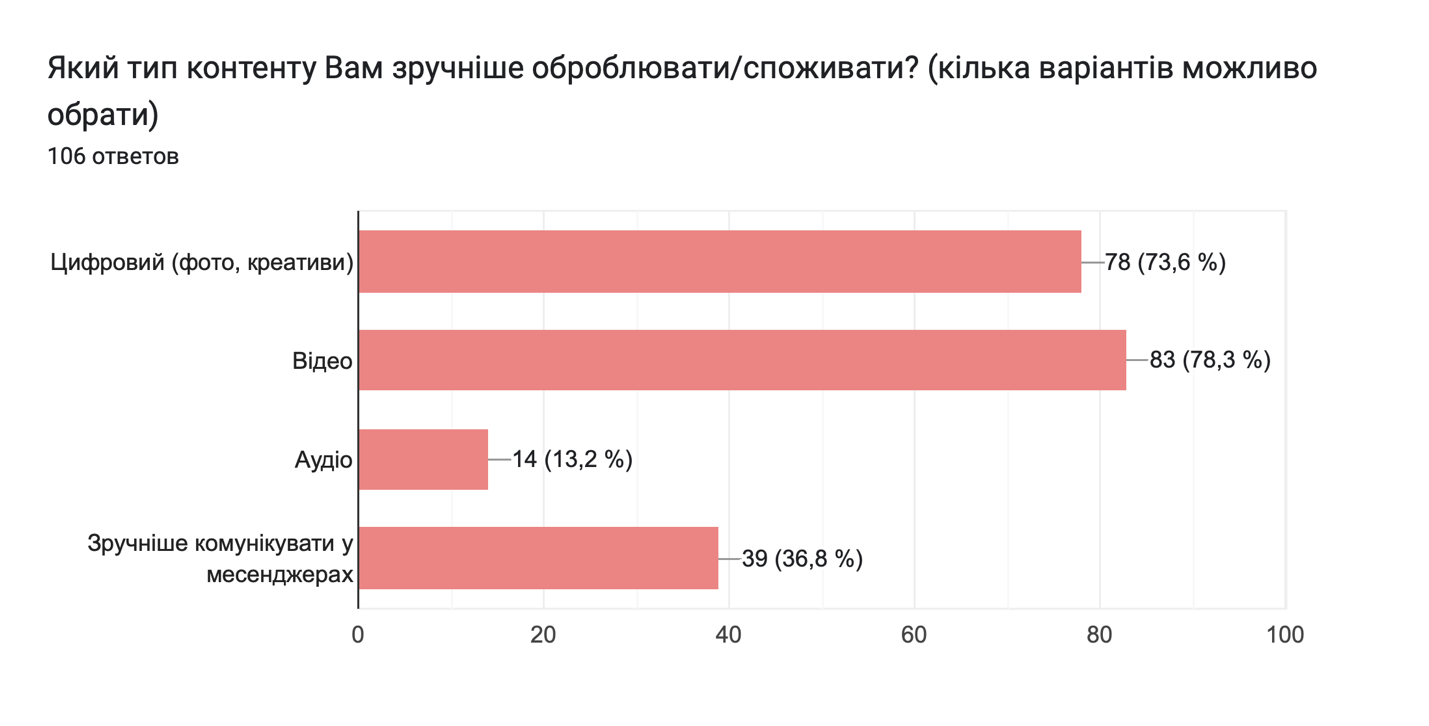 Який тип контенту Вам зручніше оброблювати/споживати? (кілька варіантів можливо
обрати)
106 ответов
Цифровий (фото, креативи)
78 (73,6 %)
Відео
83 (78,3 %)
Аудіо
14 (13,2 %)
Зручніше комунікувати у
месенджерах
39 (36,8 %)
0 20 40 60 80 100